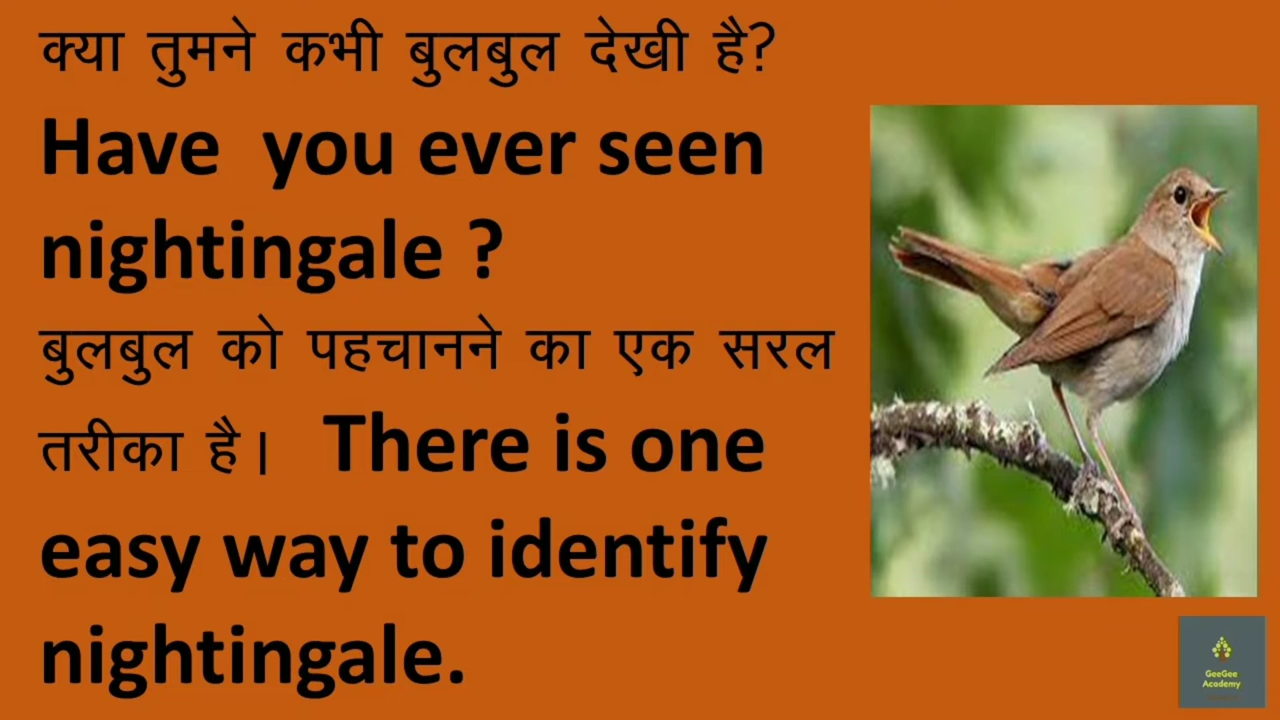 क्या तुमने कभी बुलबुल देखी है?
Have you ever seen
nightingale ?
बुलबुल को पहचानने का एक सरल
तरीका है। There is one
easy way to identify
nightingale.
GeeGee
Academy